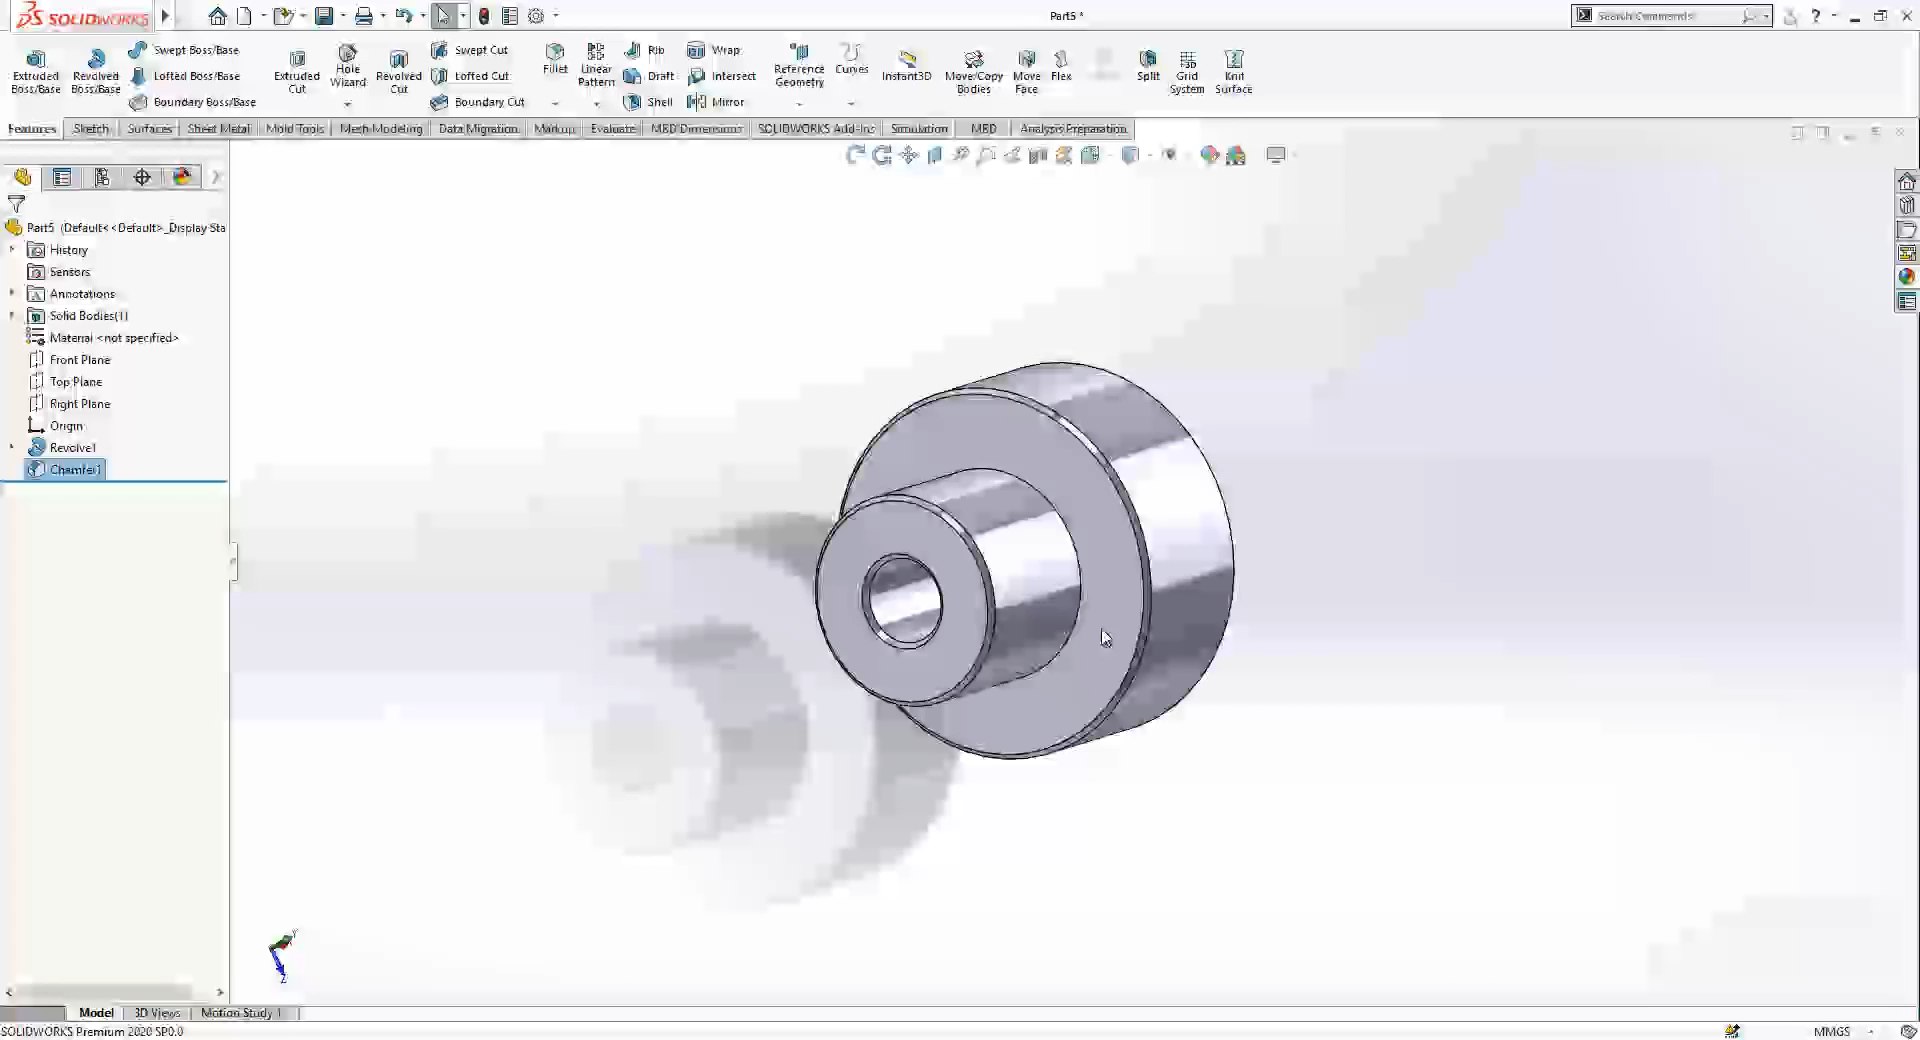 SOLIDWORKS
Part5 *
Search Commands
Extruded Boss/Base
Revolved Boss/Base
Swept Boss/Base
Lofted Boss/Base
Boundary Boss/Base
Extruded Cut
Hole Wizard
Revolved Cut
Swept Cut
Lofted Cut
Boundary Cut
Fillet
Linear Pattern
Rib
Draft
Shell
Wrap
Intersect
Mirror
Reference Geometry
Curves
Instant3D
Move/Copy Bodies
Move Face
Flex
Split
Grid System
Knit Surface
Features
Sketch
Surfaces
Sheet Metal
Mold Tools
Mesh Modeling
Data Migration
Markup
Evaluate
MBD Dimensions
SOLIDWORKS Add-Ins
Simulation
MBD
Analysis Preparation
Part5 (Default<<Default>_Display Sta
History
Sensors
Annotations
Solid Bodies(1)
Material <not specified>
Front Plane
Top Plane
Right Plane
Origin
Revolve1
Chamfer1
Y
Z
Model
3D Views
Motion Study 1
SOLIDWORKS Premium 2020 SP0.0
MMGS